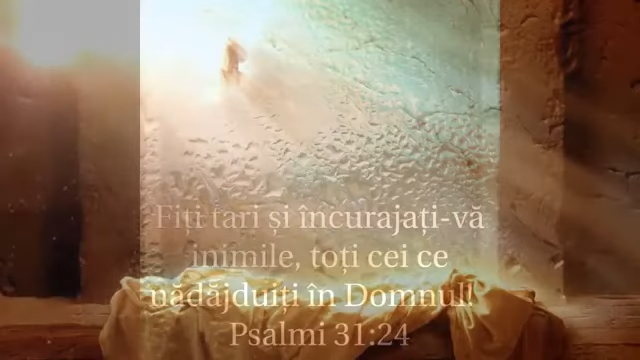 Fiți tari și încurajați-vă
inimile, toți cei ce
nădăjduiți în Domnul!
Psalmi 31:24